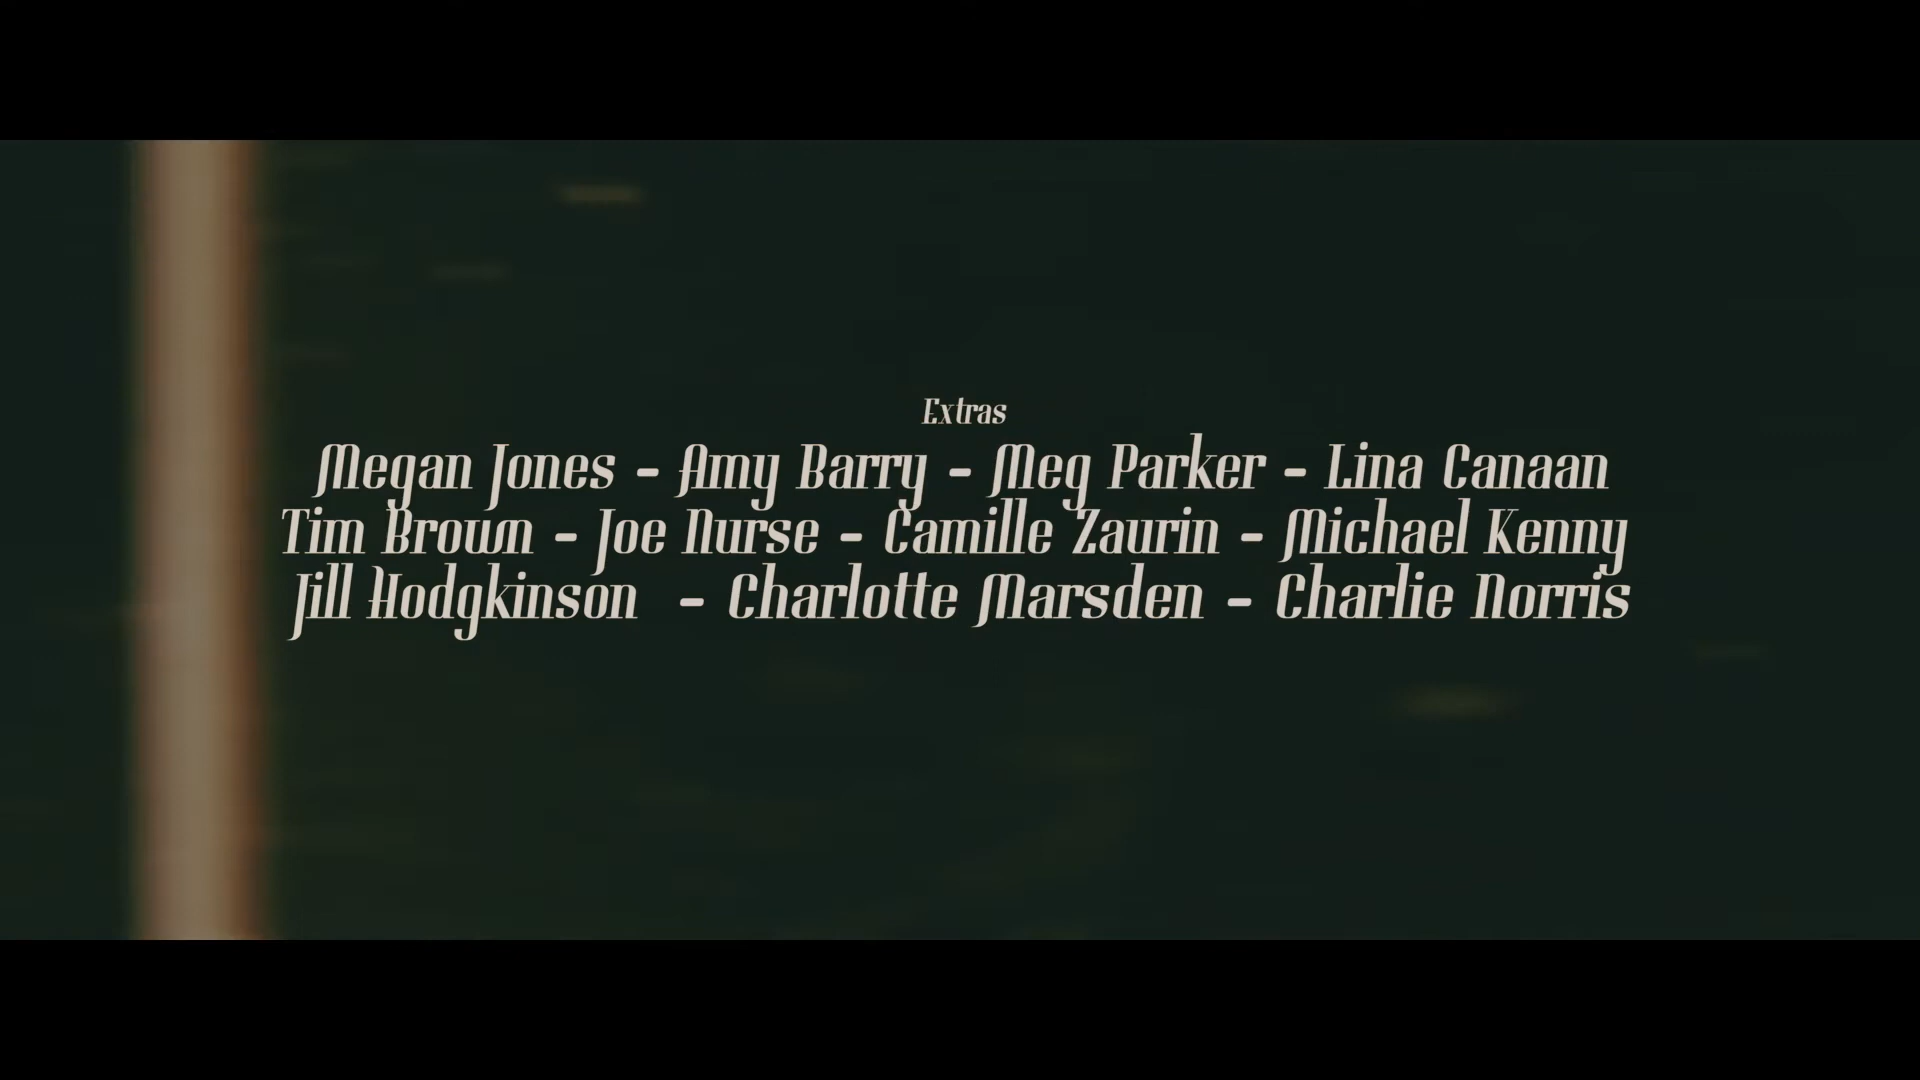 Extras
Megan Jones - Amy Barry - Meg Parker - Lina Canaan
Tim Brown - Joe Nurse - Camille Zaurin - Michael Kenny
Jill Hodgkinson - Charlotte Marsden - Charlie Norris